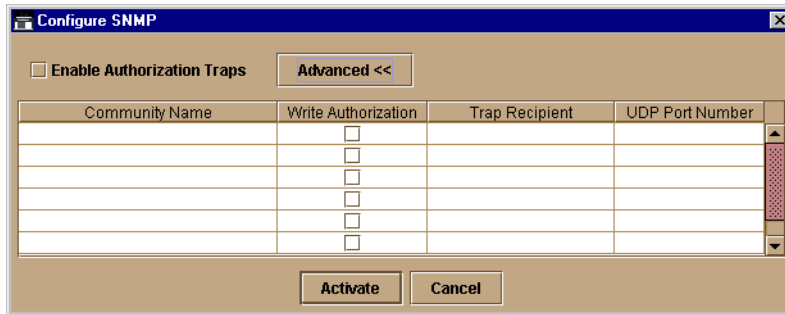 Configure SNMP
Enable Authorization Traps Advanced <<
Community Name Write Authorization Trap Recipient UDP Port Number
Activate Cancel